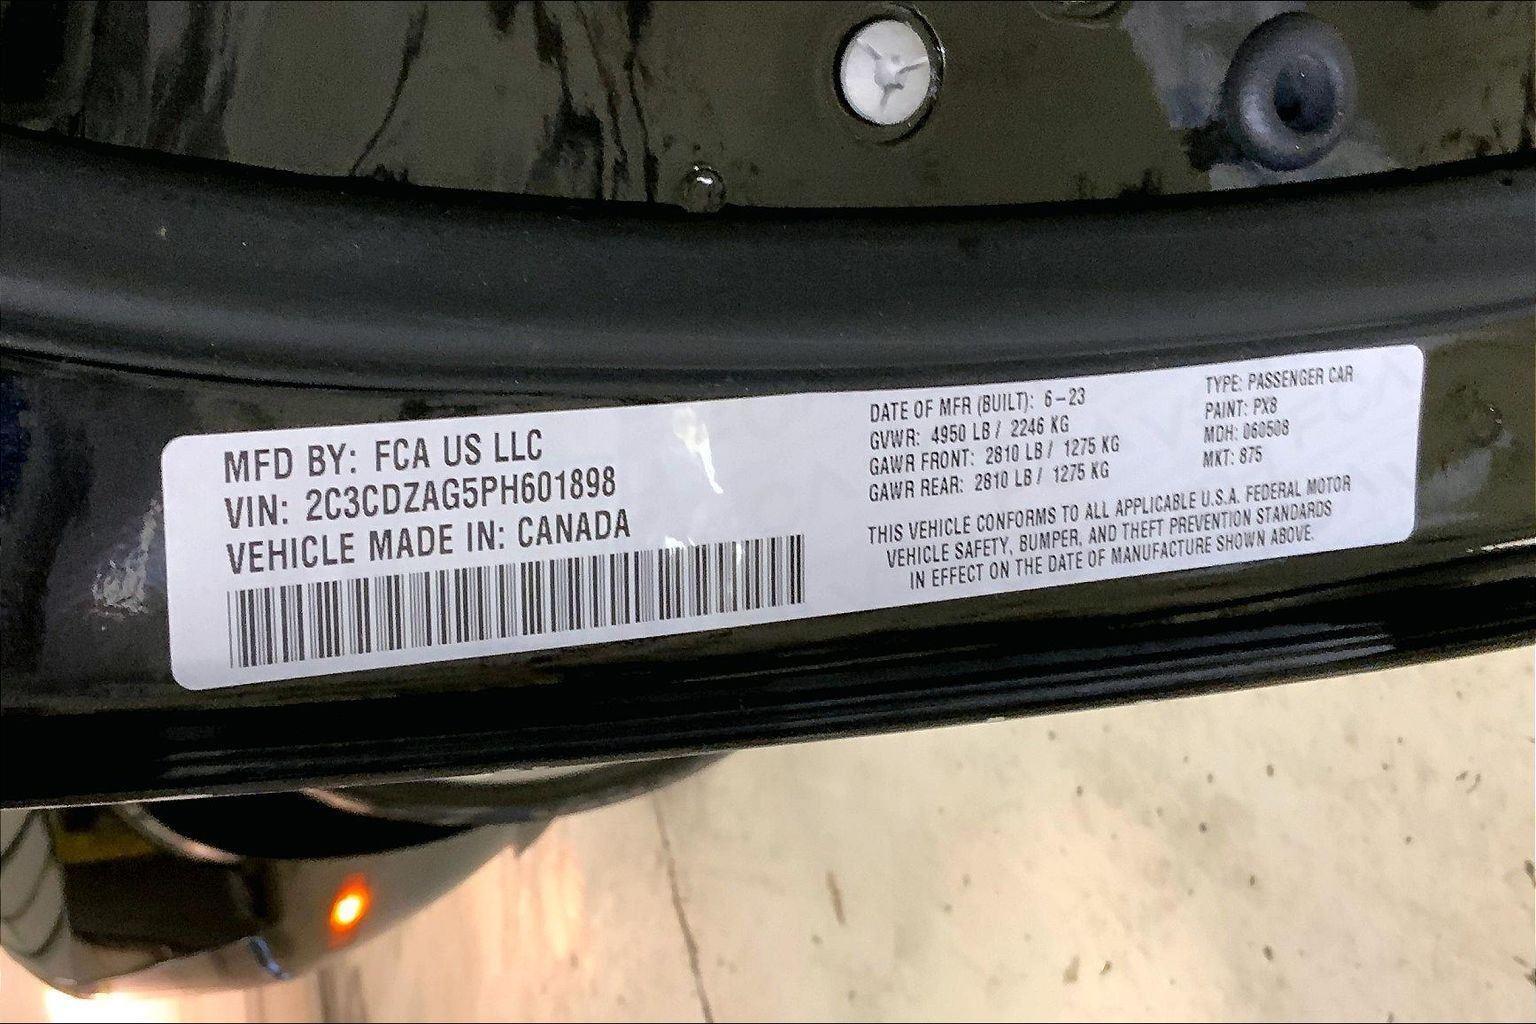 MFD BY: FCA US LLC
VIN: 2C3CDZAG5PH601898
VEHICLE MADE IN: CANADA
DATE OF MFR (BUILT): 6-23
GVWR: 4950 LB / 2246 KG
GAWR FRONT: 2810 LB / 1275 KG
GAWR REAR: 2810 LB / 1275 KG
TYPE: PASSENGER CAR
PAINT: PX8
MDH: 060508
MKT: 875
THIS VEHICLE CONFORMS TO ALL APPLICABLE U.S.A. FEDERAL MOTOR
VEHICLE SAFETY, BUMPER, AND THEFT PREVENTION STANDARDS
IN EFFECT ON THE DATE OF MANUFACTURE SHOWN ABOVE.